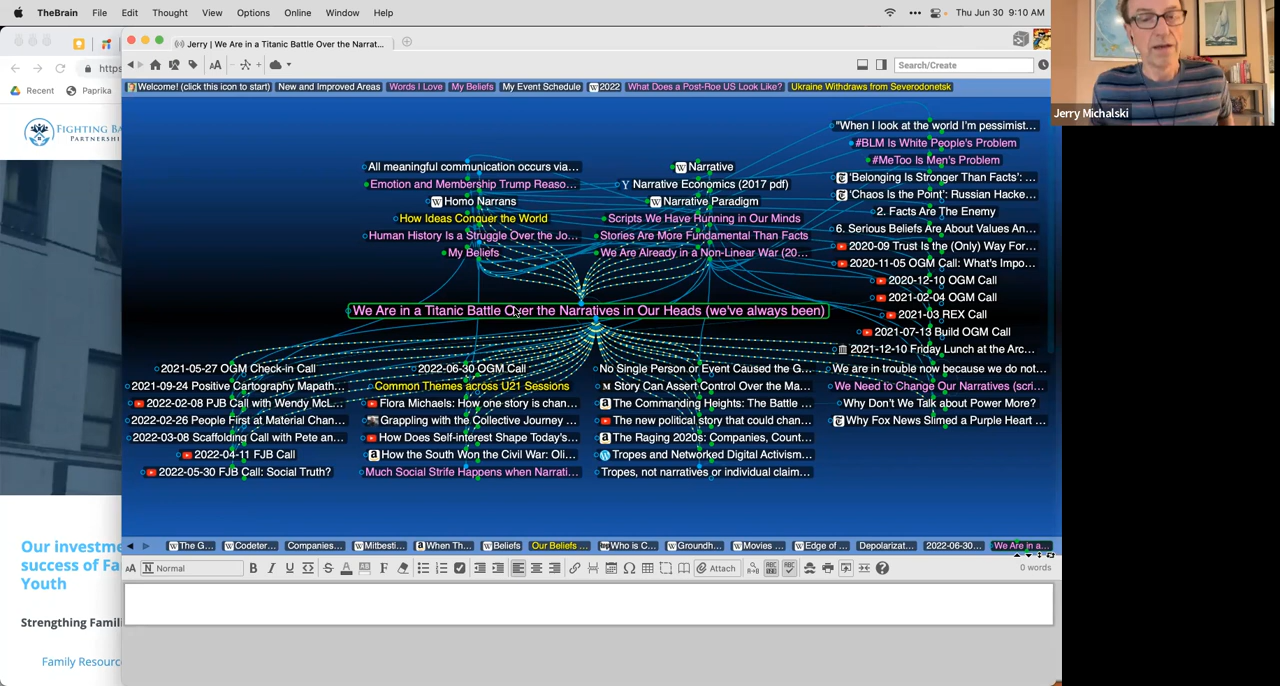 TheBrain File Edit Thought View Options Online Window Help Thu Jun 30 9:10 AM
Jerry | We Are in a Titanic Battle Over the Narrat...
https
AA
Search/Create
Recent Paprika
Welcome! (click this icon to start) New and Improved Areas Words I Love My Beliefs My Event Schedule 2022 What Does a Post-Roe US Look Like? Ukraine Withdraws from Severodonetsk
Jerry Michalski
FIGHTING BA
PARTNERSH
"When I look at the world I'm pessimist...
#BLM Is White People's Problem
#MeToo Is Men's Problem
'Belonging Is Stronger Than Facts': ...
'Chaos Is the Point': Russian Hacke...
2. Facts Are The Enemy
6. Serious Beliefs Are About Values An...
2020-09 Trust Is the (Only) Way For...
2020-11-05 OGM Call: What's Impo...
2020-12-10 OGM Call
2021-02-04 OGM Call
2021-03 REX Call
2021-07-13 Build OGM Call
2021-12-10 Friday Lunch at the Arc...
We are in trouble now because we do not...
We Need to Change Our Narratives (scri...
Why Don't We Talk about Power More?
Why Fox News Slimed a Purple Heart ...
All meaningful communication occurs via...
Emotion and Membership Trump Reaso...
Homo Narrans
How Ideas Conquer the World
Human History Is a Struggle Over the Jo...
My Beliefs
Narrative
Narrative Economics (2017 pdf)
Narrative Paradigm
Scripts We Have Running in Our Minds
Stories Are More Fundamental Than Facts
We Are Already in a Non-Linear War (20...
We Are in a Titanic Battle Over the Narratives in Our Heads (we've always been)
2021-05-27 OGM Check-in Call
2021-09-24 Positive Cartography Mapath...
2022-02-08 PJB Call with Wendy McL...
2022-02-26 People First at Material Chan...
2022-03-08 Scaffolding Call with Pete an...
2022-04-11 FJB Call
2022-05-30 FJB Call: Social Truth?
2022-06-30 OGM Call
Common Themes across U21 Sessions
Flora Michaels: How one story is chan...
Grappling with the Collective Journey ...
How Does Self-interest Shape Today's...
How the South Won the Civil War: Oli...
Much Social Strife Happens when Narrati...
No Single Person or Event Caused the G...
Story Can Assert Control Over the Ma...
The Commanding Heights: The Battle ...
The new political story that could chan...
The Raging 2020s: Companies, Count...
Tropes and Networked Digital Activism...
Tropes, not narratives or individual claim...
The G... Codeter... Companies... Mitbesti... When Th... Beliefs Our Beliefs ... Who is C... Groundh... Movies ... Edge of ... Depolarizat... 2022-06-30... We Are in a...
AA N Normal B I U S A F Attach 0 words
Our investme
success of Fa
Youth
Strengthing Famili
Family Resourc